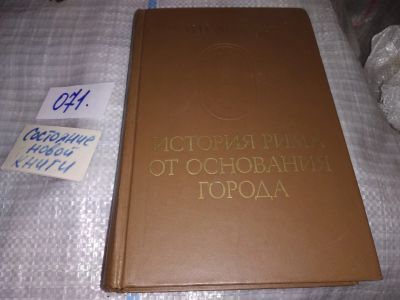 071.
СОСТОЯНИЕ
НОВОЙ
КНИГИ
ИСТОРИЯ РИМА
ОТ ОСНОВАНИЯ
ГОРОДА